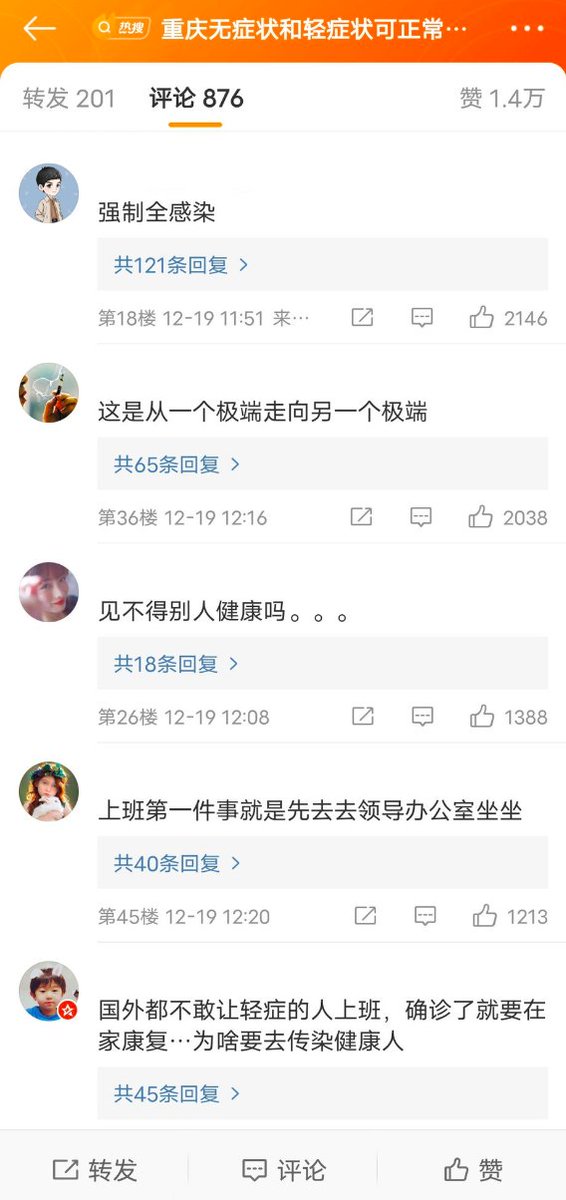 热搜 重庆无症状和轻症状可正常…
转发 201 评论 876 赞 1.4万
强制全感染
共121条回复 >
第18楼 12-19 11:51 来… 2146
这是从一个极端走向另一个极端
共65条回复 >
第36楼 12-19 12:16 2038
见不得别人健康吗。。。
共18条回复 >
第26楼 12-19 12:08 1388
上班第一件事就是先去去领导办公室坐坐
共40条回复 >
第45楼 12-19 12:20 1213
国外都不敢让轻症的人上班，确诊了就要在
家康复…为啥要去传染健康人
共45条回复 >
转发 评论 赞